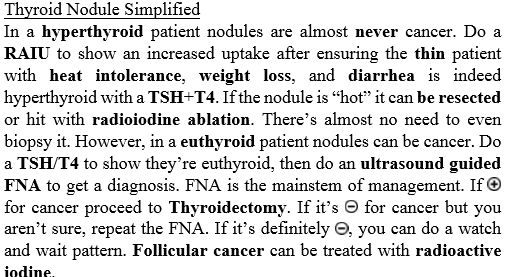 Thyroid Nodule Simplified
In a hyperthyroid patient nodules are almost never cancer. Do a
RAIU to show an increased uptake after ensuring the thin patient
with heat intolerance, weight loss, and diarrhea is indeed
hyperthyroid with a TSH+T4. If the nodule is “hot” it can be resected
or hit with radioiodine ablation. There’s almost no need to even
biopsy it. However, in a euthyroid patient nodules can be cancer. Do
a TSH/T4 to show they’re euthyroid, then do an ultrasound guided
FNA to get a diagnosis. FNA is the mainstem of management. If ⊕
for cancer proceed to Thyroidectomy. If it’s ⊖ for cancer but you
aren’t sure, repeat the FNA. If it’s definitely ⊖, you can do a watch
and wait pattern. Follicular cancer can be treated with radioactive
iodine.